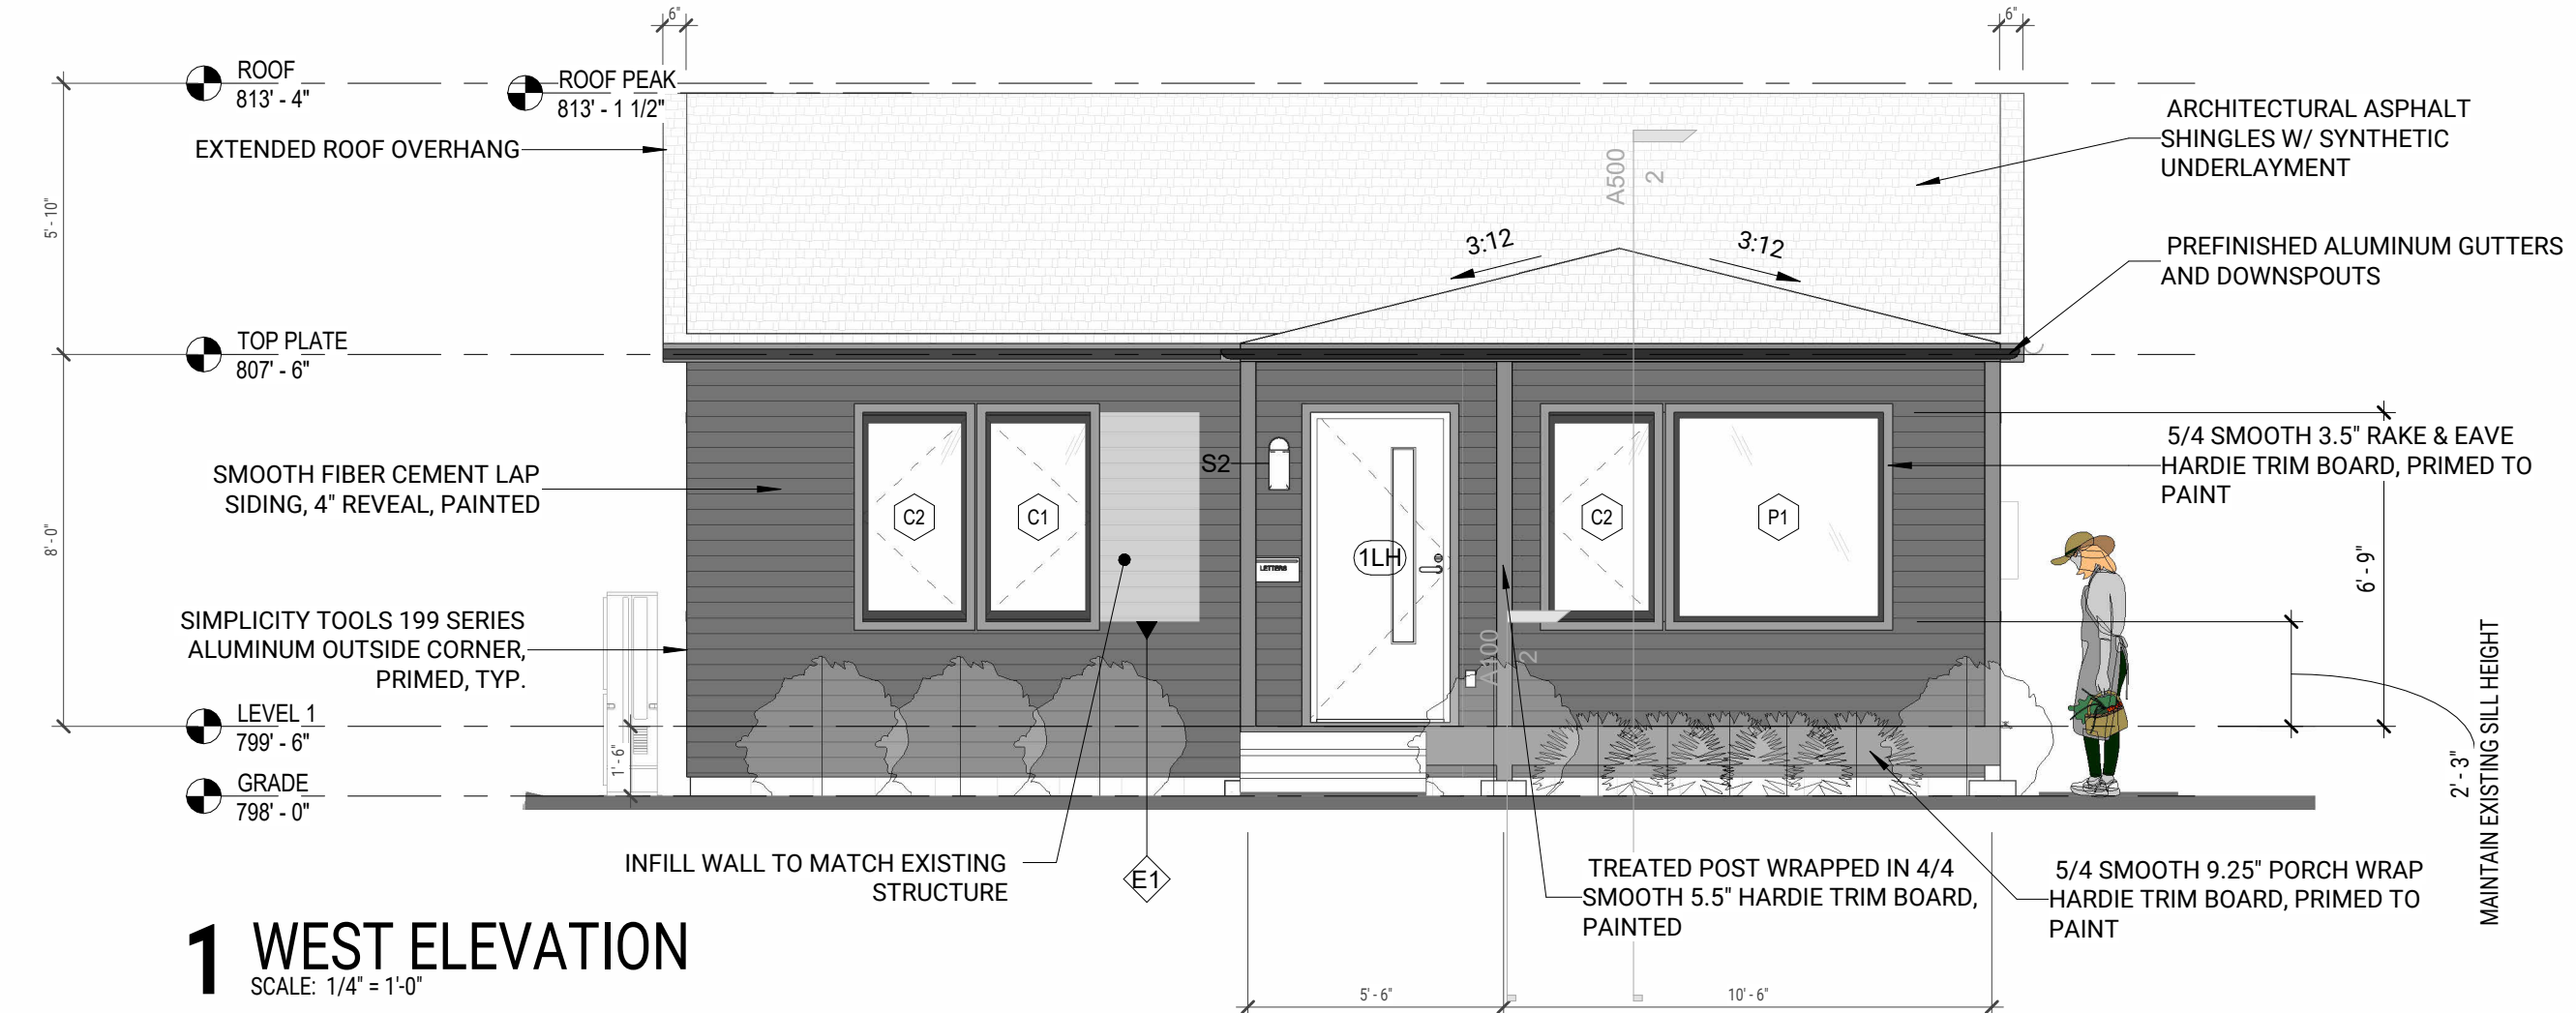 6"
6"
ROOF
813' - 4"
ROOF PEAK
813' - 1 1/2"
EXTENDED ROOF OVERHANG
ARCHITECTURAL ASPHALT
SHINGLES W/ SYNTHETIC
UNDERLAYMENT
A500
2
5' - 10"
3:12
3:12
PREFINISHED ALUMINUM GUTTERS
AND DOWNSPOUTS
TOP PLATE
807' - 6"
5/4 SMOOTH 3.5" RAKE & EAVE
HARDIE TRIM BOARD, PRIMED TO
PAINT
SMOOTH FIBER CEMENT LAP
SIDING, 4" REVEAL, PAINTED
S2
C2
C1
C2
P1
8' - 0"
1LH
LETTERS
6' - 9"
SIMPLICITY TOOLS 199 SERIES
ALUMINUM OUTSIDE CORNER,
PRIMED, TYP.
A100
2
LEVEL 1
799' - 6"
1' - 6"
GRADE
798' - 0"
2' - 3"
MAINTAIN EXISTING SILL HEIGHT
INFILL WALL TO MATCH EXISTING
STRUCTURE
E1
TREATED POST WRAPPED IN 4/4
SMOOTH 5.5" HARDIE TRIM BOARD,
PAINTED
5/4 SMOOTH 9.25" PORCH WRAP
HARDIE TRIM BOARD, PRIMED TO
PAINT
1 WEST ELEVATION
SCALE: 1/4" = 1'-0"
5' - 6"
10' - 6"